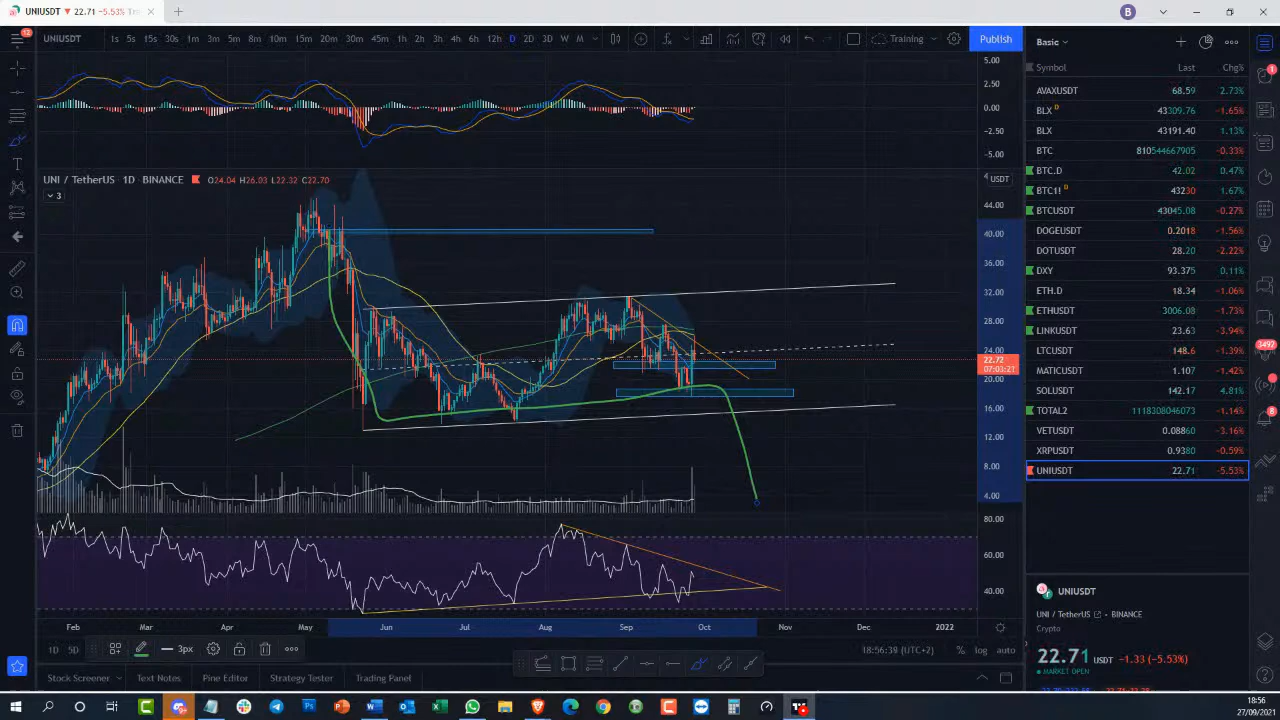 UNIUSDT ▼ 22.71 −5.53%
B
UNIUSDT 1s 5s 15s 30s 1m 3m 5m 8m 10m 15m 20m 30m 45m 1h 2h 3h 4h 6h 12h D 2D 3D W M Training Publish
12
UNI / TetherUS · 1D · BINANCE O24.04 H26.03 L22.32 C22.70
3
USDT
5.00
2.50
0.00
−2.50
−5.00
44.00
40.00
36.00
32.00
28.00
24.00
22.72
07:03:21
20.00
16.00
12.00
8.00
4.00
80.00
60.00
40.00
Feb Mar Apr May Jun Jul Aug Sep Oct Nov Dec 2022
1D 5D 3px 18:56:39 (UTC+2) % log auto
Stock Screener Text Notes Pine Editor Strategy Tester Trading Panel
Basic
Symbol Last Chg%
AVAXUSDT 68.59 2.73%
BLX D 43309.76 −1.65%
BLX 43191.40 1.13%
BTC 810544667905 −0.33%
BTC.D 42.02 0.47%
BTC1! D 43230 1.67%
BTCUSDT 43045.08 −0.27%
DOGEUSDT 0.2018 −1.56%
DOTUSDT 28.20 −2.22%
DXY 93.375 0.11%
ETH.D 18.34 −1.06%
ETHUSDT 3006.08 −1.73%
LINKUSDT 23.63 −3.94%
LTCUSDT 148.6 −1.39%
MATICUSDT 1.107 −1.42%
SOLUSDT 142.17 4.81%
TOTAL2 1118308046073 −1.14%
VETUSDT 0.08860 −3.16%
XRPUSDT 0.9380 −0.59%
UNIUSDT 22.71 −5.53%
UNIUSDT
UNI / TetherUS · BINANCE
Crypto
22.71 USDT −1.33 (−5.53%)
MARKET OPEN
1
3492
8
18:56
27/09/2021